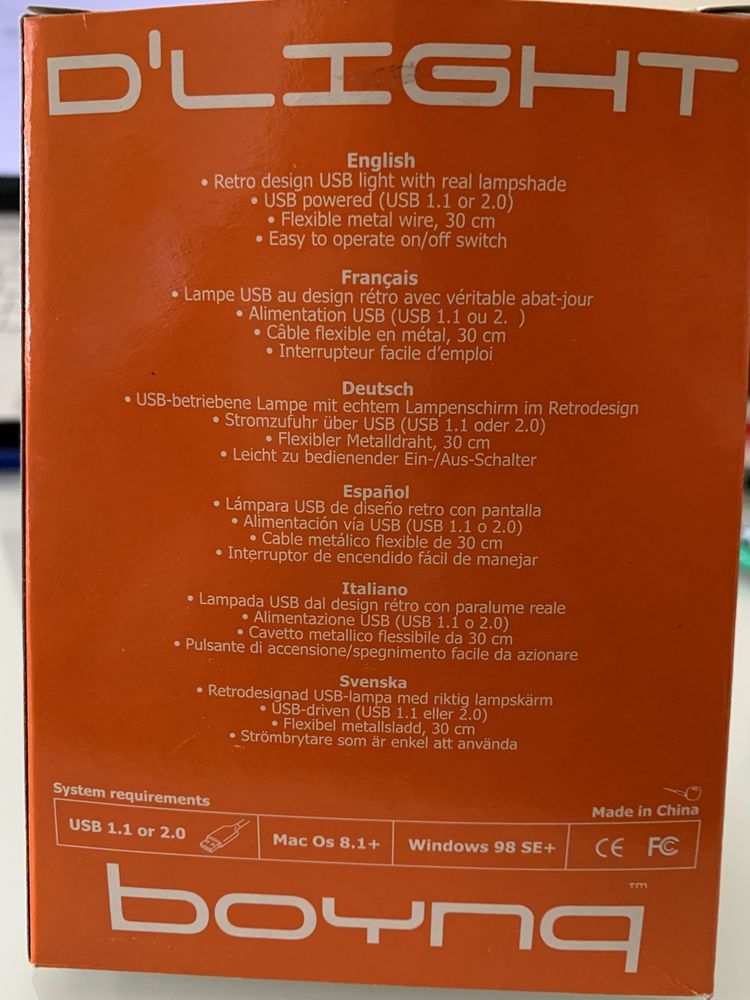 D'LIGHT
English
• Retro design USB light with real lampshade
• USB powered (USB 1.1 or 2.0)
• Flexible metal wire, 30 cm
• Easy to operate on/off switch
Français
• Lampe USB au design rétro avec véritable abat-jour
• Alimentation USB (USB 1.1 ou 2. )
• Câble flexible en métal, 30 cm
• Interrupteur facile d'emploi
Deutsch
• USB-betriebene Lampe mit echtem Lampenschirm im Retrodesign
• Stromzufuhr über USB (USB 1.1 oder 2.0)
• Flexibler Metalldraht, 30 cm
• Leicht zu bedienender Ein-/Aus-Schalter
Español
• Lámpara USB de diseño retro con pantalla
• Alimentación vía USB (USB 1.1 o 2.0)
• Cable metálico flexible de 30 cm
• Interruptor de encendido fácil de manejar
Italiano
• Lampada USB dal design rétro con paralume reale
• Alimentazione USB (USB 1.1 o 2.0)
• Cavetto metallico flessibile da 30 cm
• Pulsante di accensione/spegnimento facile da azionare
Svenska
• Retrodesignad USB-lampa med riktig lampskärm
• USB-driven (USB 1.1 eller 2.0)
• Flexibel metallsladd, 30 cm
• Strömbrytare som är enkel att använda
System requirements
Made in China
USB 1.1 or 2.0
Mac Os 8.1+
Windows 98 SE+
CE FC
boynq™